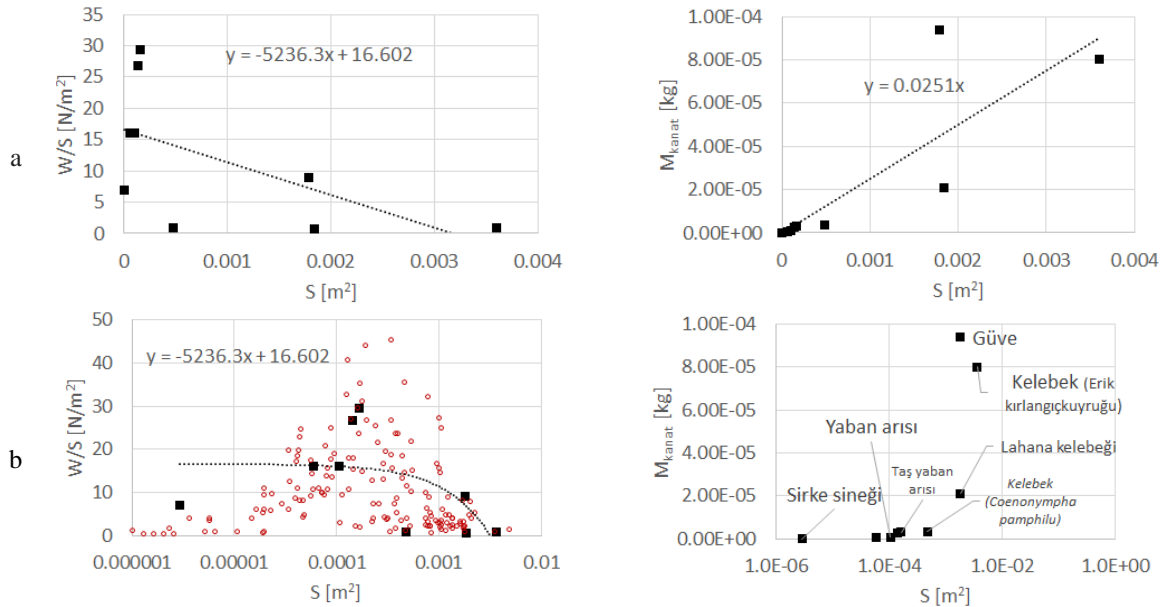 a
35
30
25
20
15
10
5
0
W/S [N/m²]
y = -5236.3x + 16.602
0 0.001 0.002 0.003 0.004
S [m²]
1.00E-04
8.00E-05
6.00E-05
4.00E-05
2.00E-05
0.00E+00
Mkanat [kg]
y = 0.0251x
0 0.001 0.002 0.003 0.004
S [m²]
b
50
40
30
20
10
0
W/S [N/m²]
y = -5236.3x + 16.602
0.000001 0.00001 0.0001 0.001 0.01
S [m²]
1.00E-04
8.00E-05
6.00E-05
4.00E-05
2.00E-05
0.00E+00
Mkanat [kg]
Güve
Kelebek (Erik
kırlangıçkuyruğu)
Yaban arısı
Lahana kelebeği
Taş yaban
arısı
Sirke sineği
Kelebek
(Coenonympha
pamphilu)
1.0E-06 1.0E-04 1.0E-02 1.0E+00
S [m²]